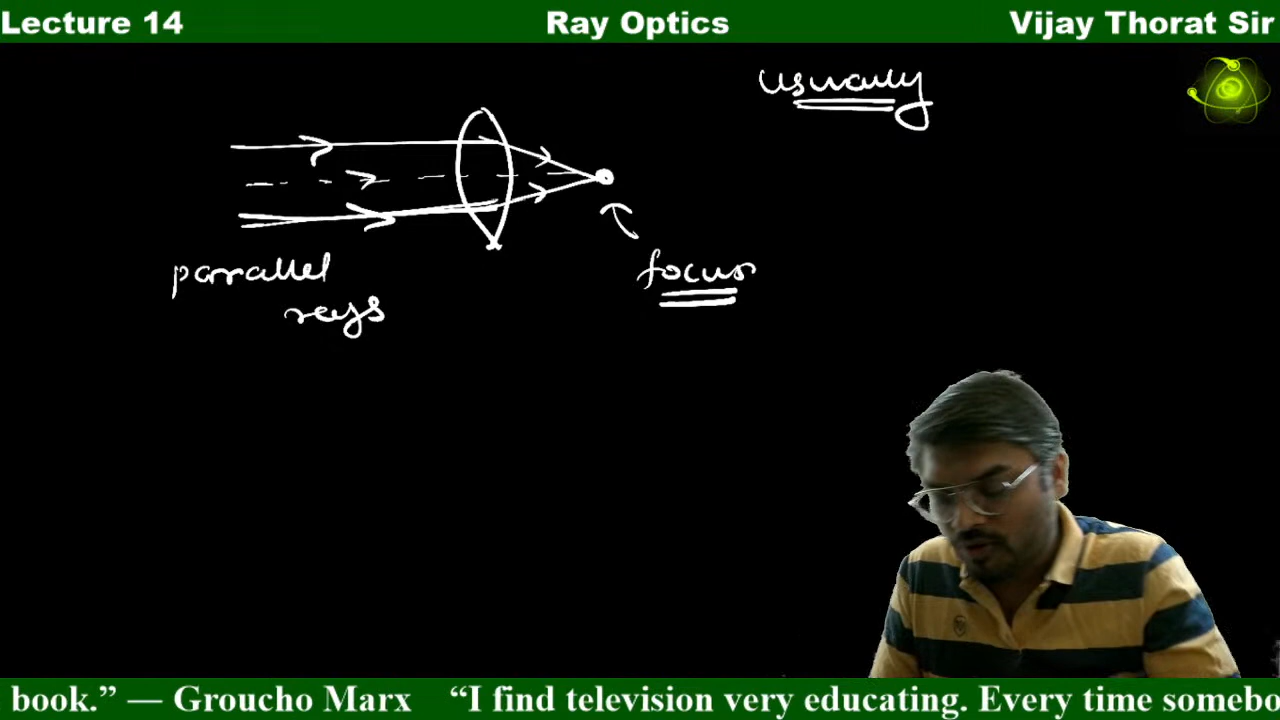 Lecture 14 Ray Optics Vijay Thorat Sir
usually
focus
parallel
rays
book.” — Groucho Marx “I find television very educating. Every time somebo